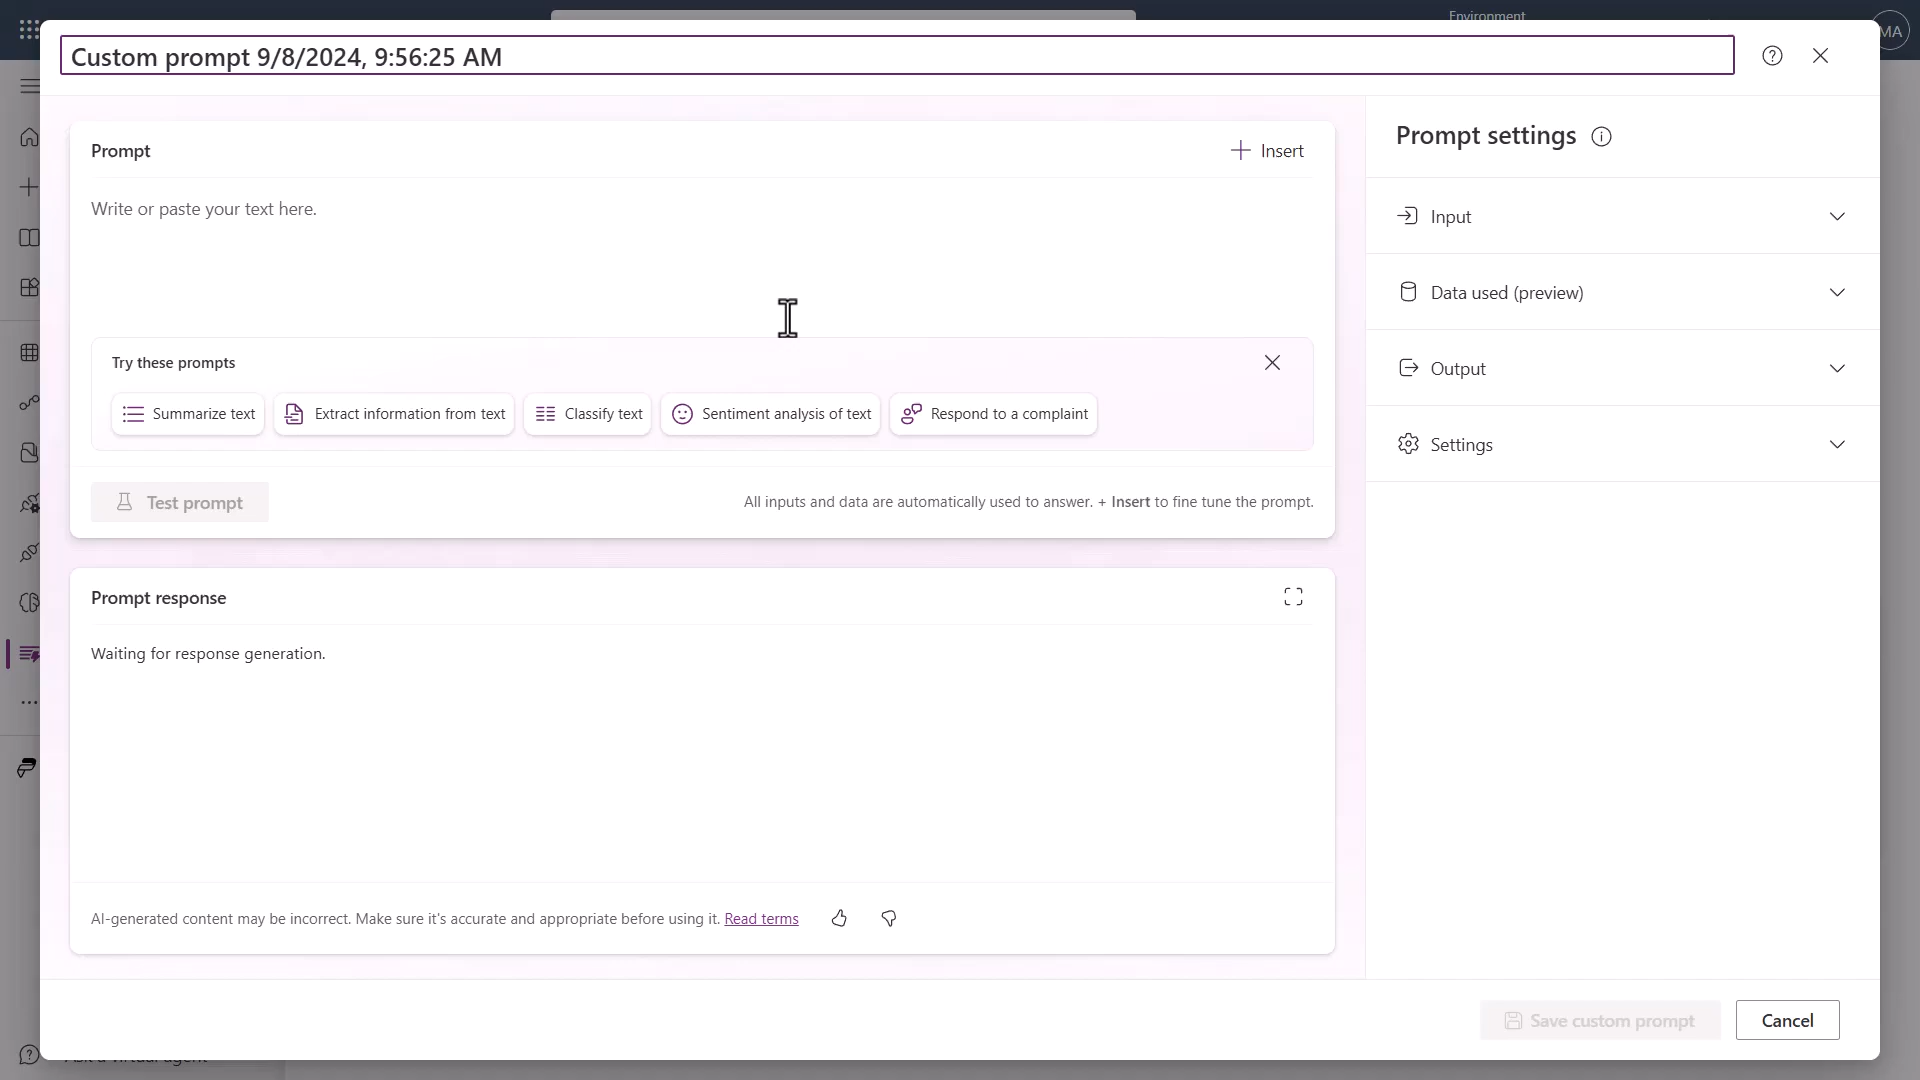 Environment
MA
Custom prompt 9/8/2024, 9:56:25 AM
Prompt
Insert
Write or paste your text here.
Try these prompts
Summarize text
Extract information from text
Classify text
Sentiment analysis of text
Respond to a complaint
Test prompt
All inputs and data are automatically used to answer. + Insert to fine tune the prompt.
Prompt response
Waiting for response generation.
AI-generated content may be incorrect. Make sure it's accurate and appropriate before using it. Read terms
Prompt settings
Input
Data used (preview)
Output
Settings
Save custom prompt
Cancel
Ask a virtual agent